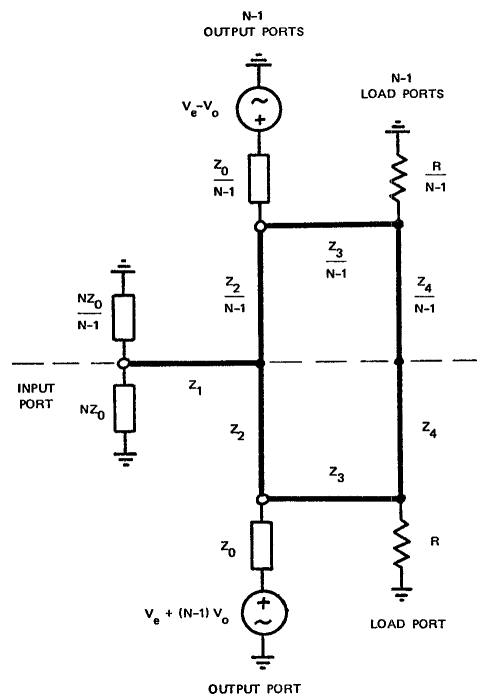 N-1
OUTPUT PORTS
N-1
LOAD PORTS
Ve-Vo
~
+
Z0
N-1
R
N-1
Z3
N-1
Z2
N-1
Z4
N-1
NZ0
N-1
INPUT
PORT
Z1
NZ0
Z2
Z4
Z3
Z0
R
+
~
Ve + (N-1) Vo
LOAD PORT
OUTPUT PORT